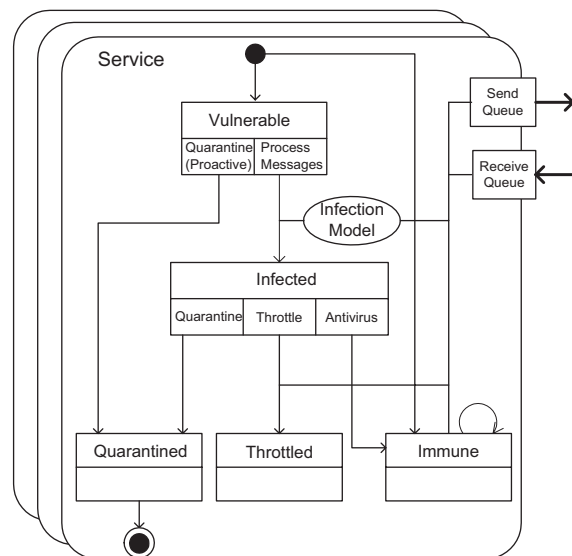 Service
Send
Queue
Receive
Queue
Vulnerable
Quarantine
(Proactive)
Process
Messages
Infection
Model
Infected
Quarantine
Throttle
Antivirus
Quarantined
Throttled
Immune